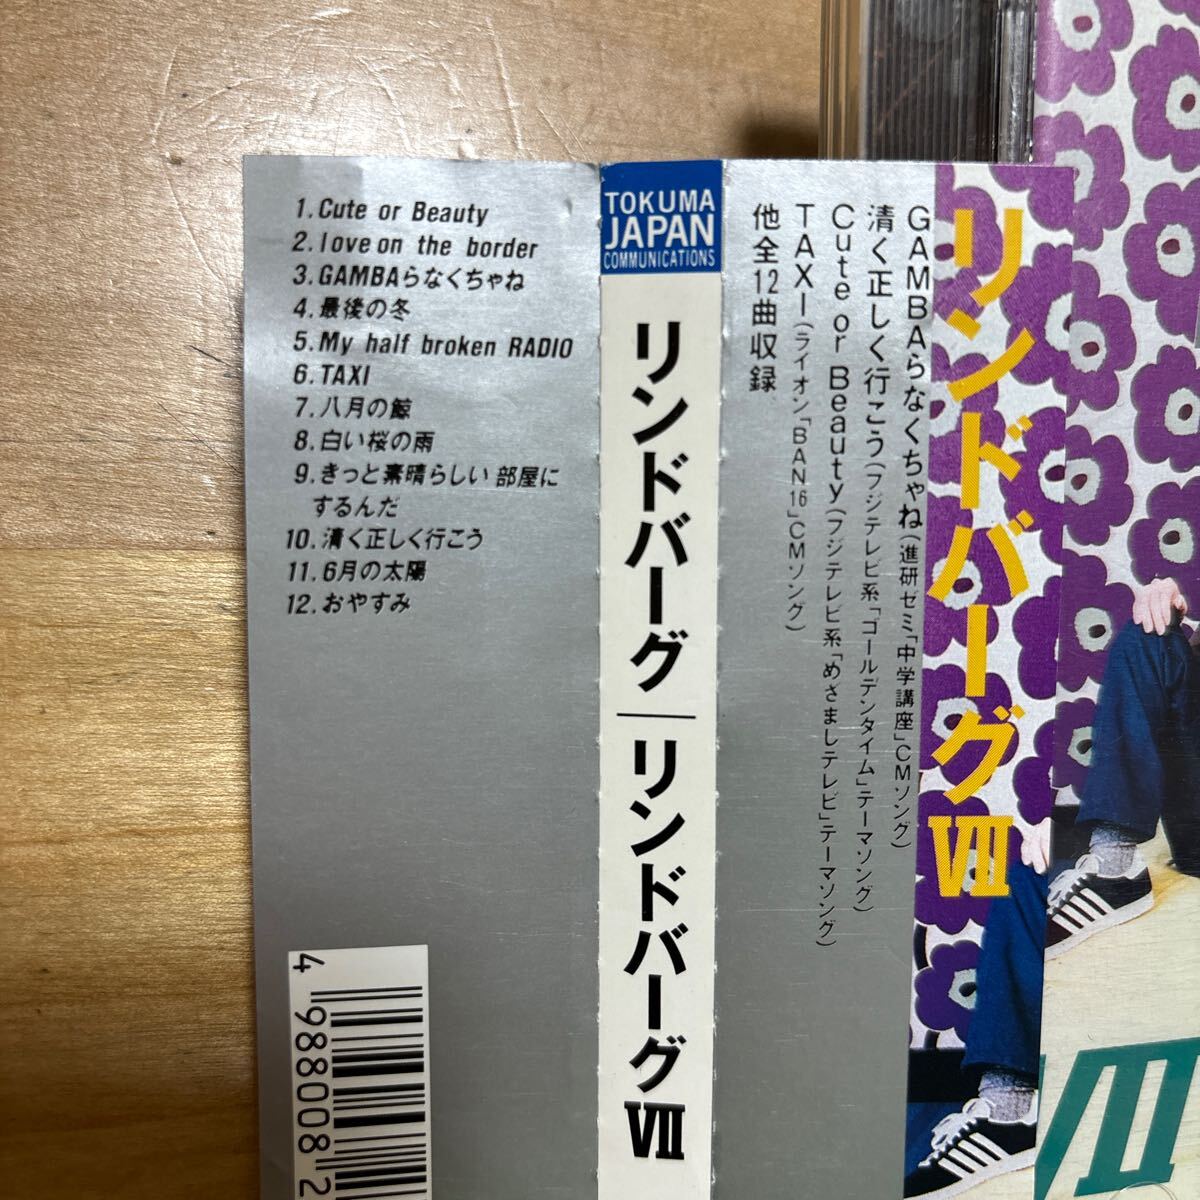 1.Cute or Beauty
2.love on the border
3.GAMBAらなくちゃね
4.最後の冬
5.My half broken RADIO
6.TAXI
7.八月の鯨
8.白い桜の雨
9.きっと素晴らしい 部屋に
するんだ
10.清く正しく行こう
11.6月の太陽
12.おやすみ
4 988008 2
TOKUMA
JAPAN
COMMUNICATIONS
リンドバーグ｜リンドバーグⅦ
GAMBAらなくちゃね(進研ゼミ「中学講座」CMソング)
清く正しく行こう(フジテレビ系「ゴールデンタイム」テーマソング)
Cute or Beauty(フジテレビ系「めざましテレビ」テーマソング)
TAXI(ライオン「BAN 16」CMソング)
他全12曲収録
リンドバーグⅦ
Ⅶ